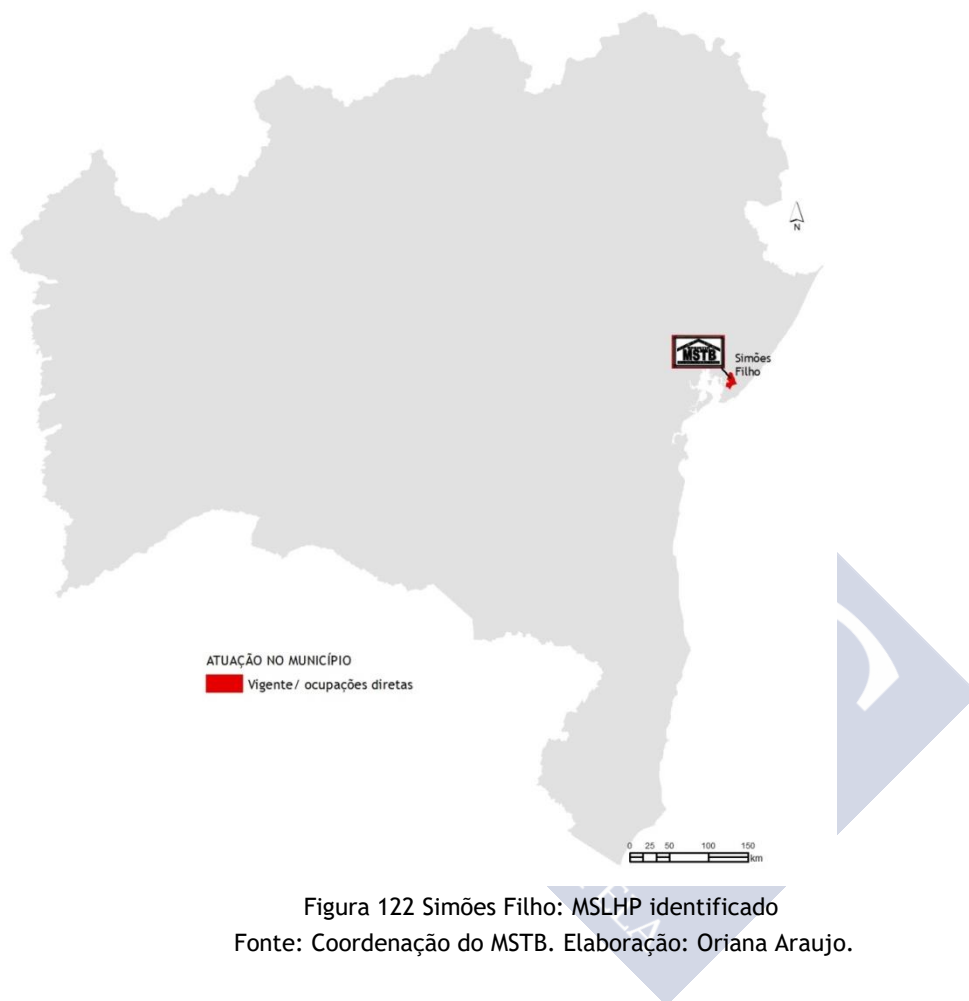 N
MSTB
Simões
Filho
ATUAÇÃO NO MUNICÍPIO
Vigente/ ocupações diretas
0 25 50 100 150
km
Figura 122 Simões Filho: MSLHP identificado
Fonte: Coordenação do MSTB. Elaboração: Oriana Araujo.